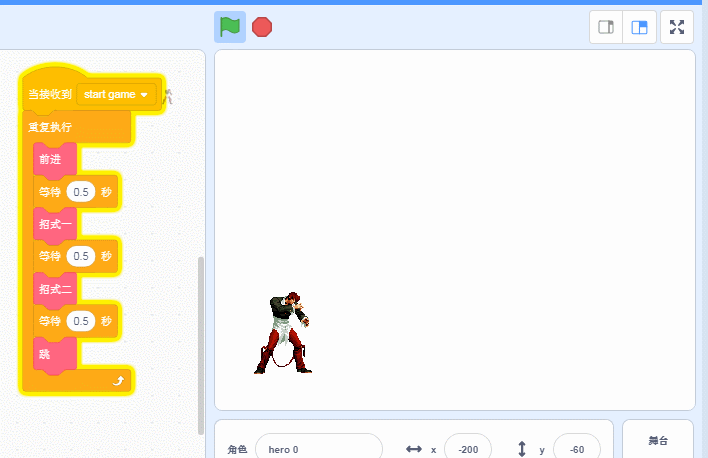 当接收到 start game
重复执行
前进
等待 0.5 秒
招式一
等待 0.5 秒
招式二
等待 0.5 秒
跳
角色 hero 0 x -200 y -60
舞台